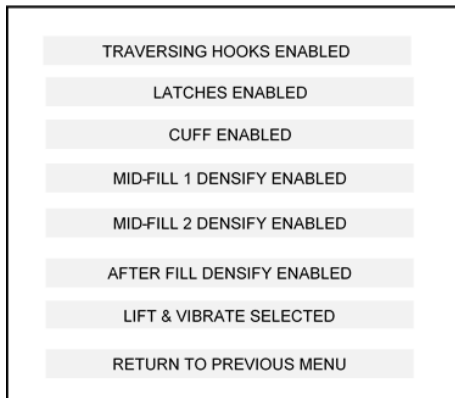 TRAVERSING HOOKS ENABLED
LATCHES ENABLED
CUFF ENABLED
MID-FILL 1 DENSIFY ENABLED
MID-FILL 2 DENSIFY ENABLED
AFTER FILL DENSIFY ENABLED
LIFT & VIBRATE SELECTED
RETURN TO PREVIOUS MENU